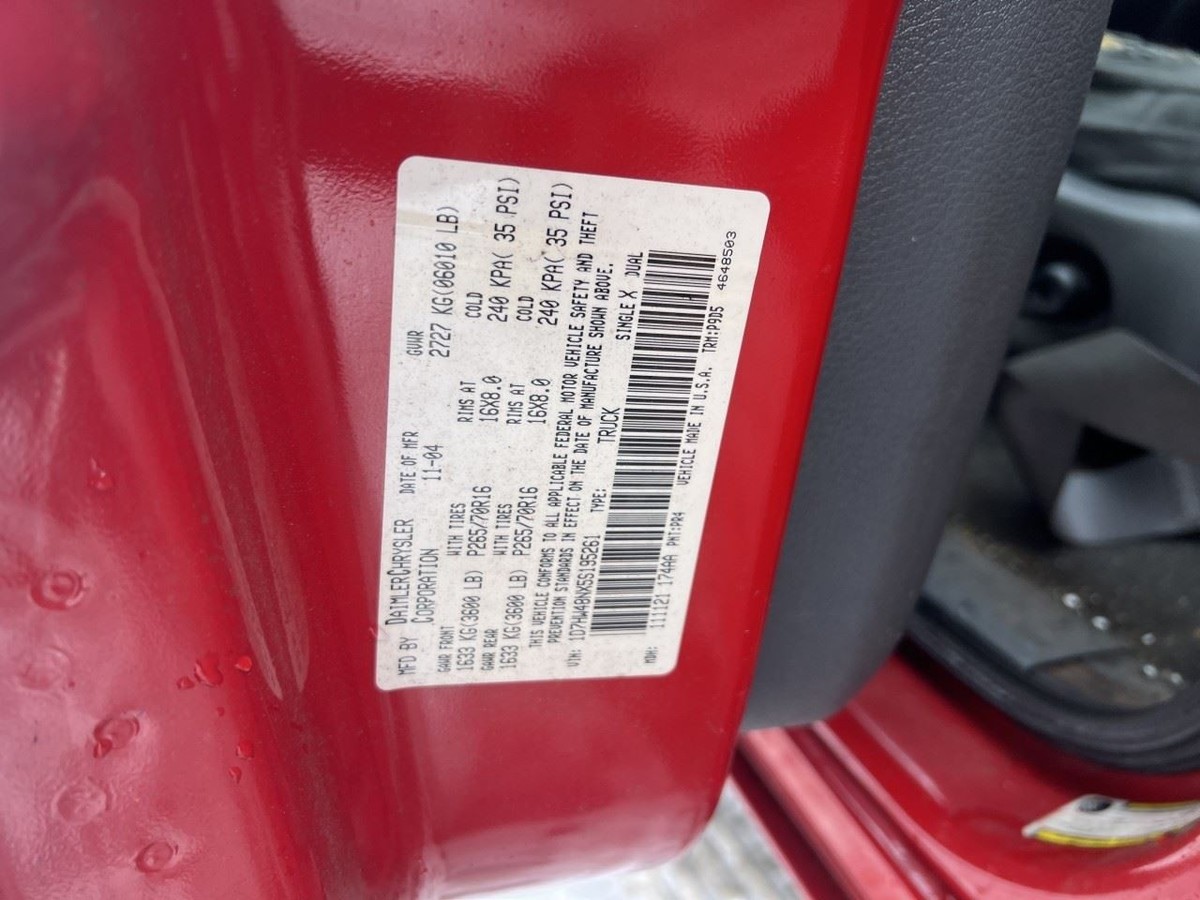 MFD BY DAIMLERCHRYSLER CORPORATION DATE OF MFR 11-04 GVWR 2727 KG(06010 LB)
GAWR FRONT WITH TIRES RIMS AT COLD
1633 KG(3600 LB) P265/70R16 16X8.0 240 KPA( 35 PSI)
GAWR REAR WITH TIRES RIMS AT COLD
1633 KG(3600 LB) P265/70R16 16X8.0 240 KPA( 35 PSI)
THIS VEHICLE CONFORMS TO ALL APPLICABLE FEDERAL MOTOR VEHICLE SAFETY AND THEFT
PREVENTION STANDARDS IN EFFECT ON THE DATE OF MANUFACTURE SHOWN ABOVE.
VIN: 1D7HW48NX5S195261 TYPE: TRUCK SINGLE X DUAL
MDH: 111121 174AA PNT:PR4 VEHICLE MADE IN U.S.A. TRM:P9D5 4648503